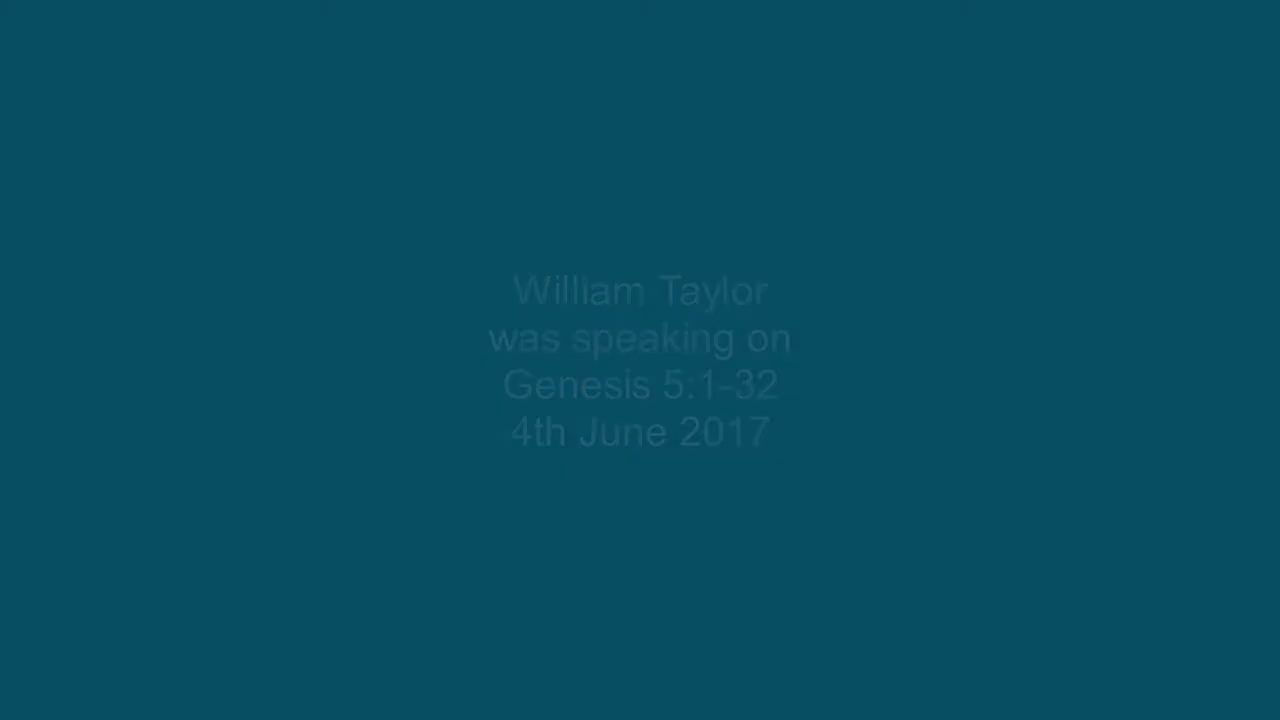 William Taylor
was speaking on
Genesis 5:1-32
4th June 2017